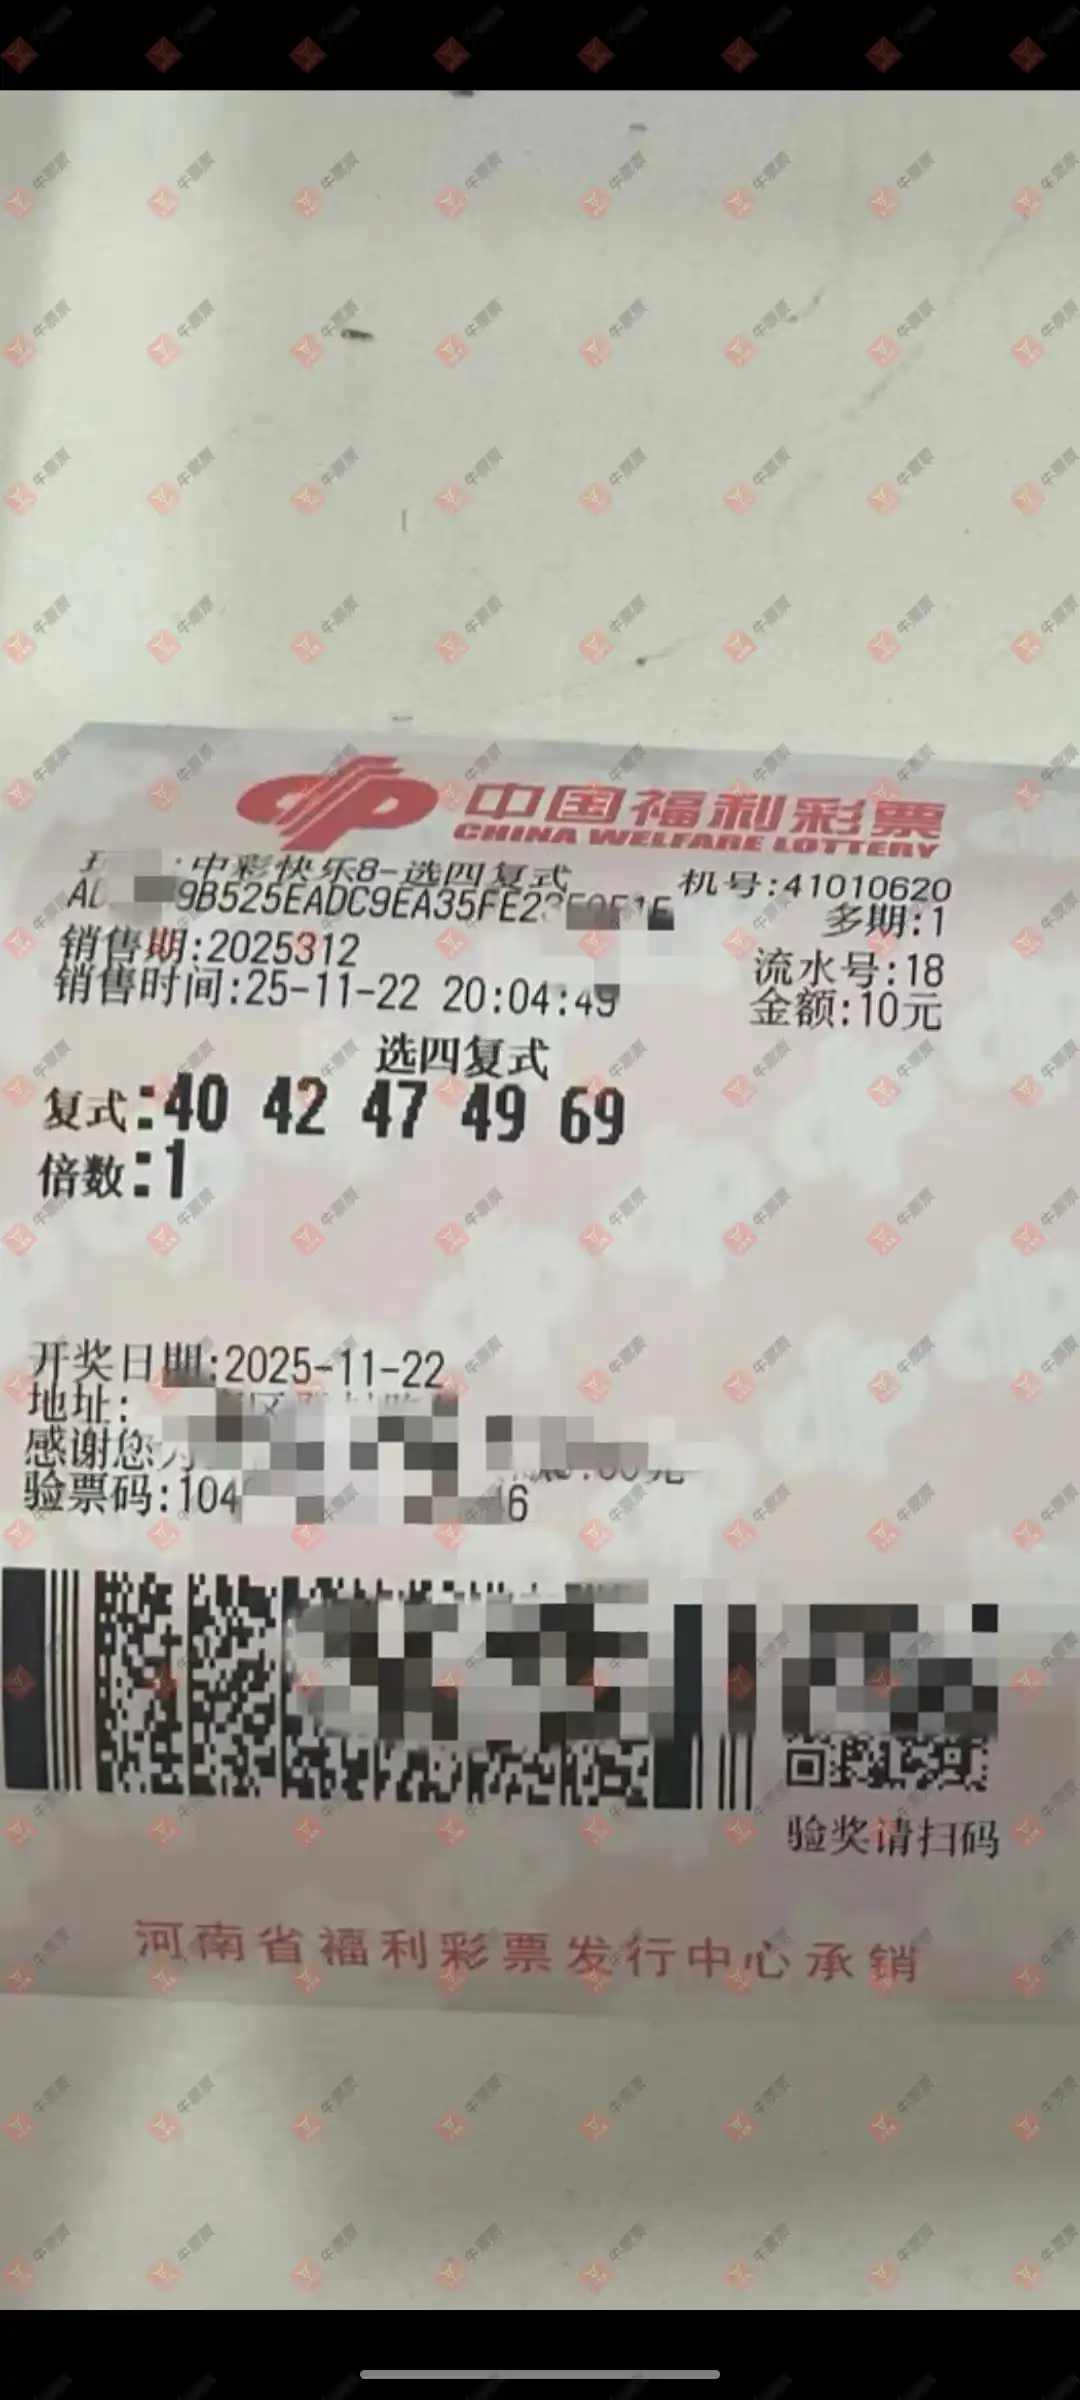 中国福利彩票
CHINA WELFARE LOTTERY
中彩快乐8-选四复式
机号:41010620
9B525EADC9EA35FE23
多期:1
销售期:2025312
流水号:18
销售时间:25-11-22 20:04:49
金额:10元
选四复式
复式:40 42 47 49 69
倍数:1
开奖日期:2025-11-22
地址:
感谢您为
验票码:104 6
验奖请扫码
河南省福利彩票发行中心承销